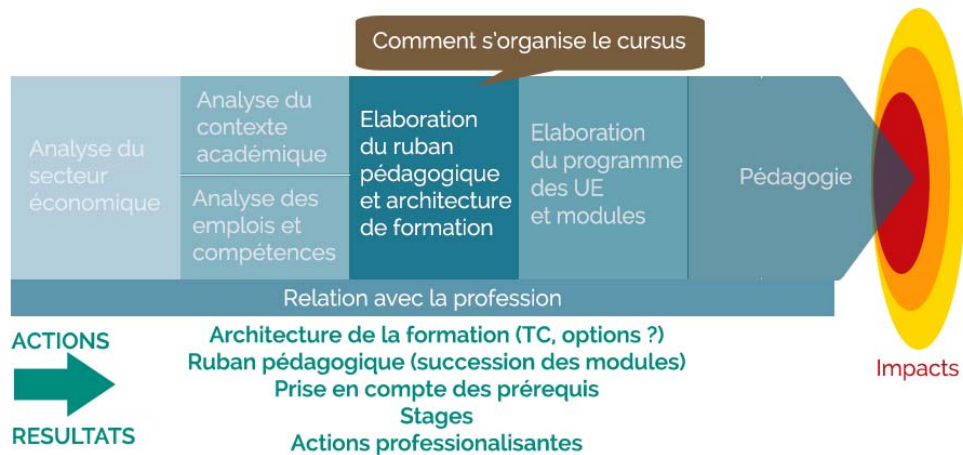 Comment s'organise le cursus
Analyse du
secteur
économique
Analyse du
contexte
académique
Analyse des
emplois et
compétences
Elaboration
du ruban
pédagogique
et architecture
de formation
Elaboration
du programme
des UE
et modules
Pédagogie
Relation avec la profession
ACTIONS
RESULTATS
Architecture de la formation (TC, options ?)
Ruban pédagogique (succession des modules)
Prise en compte des prérequis
Stages
Actions professionalisantes
Impacts